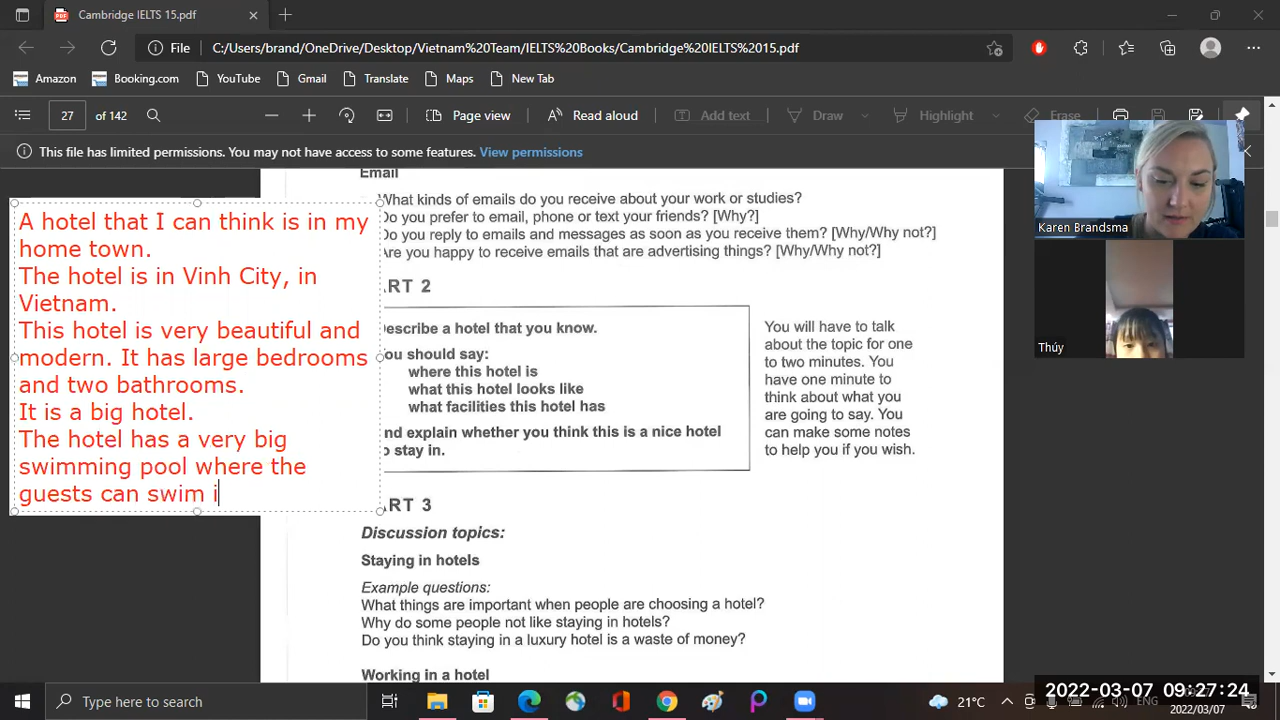 Cambridge IELTS 15.pdf
File C:/Users/brand/OneDrive/Desktop/Vietnam%20Team/IELTS%20Books/Cambridge%20IELTS%2015.pdf
Amazon Booking.com YouTube Gmail Translate Maps New Tab
27 of 142 Page view Read aloud Add text Draw Highlight Erase
This file has limited permissions. You may not have access to some features. View permissions
A hotel that I can think is in my
home town.
The hotel is in Vinh City, in
Vietnam.
This hotel is very beautiful and
modern. It has large bedrooms
and two bathrooms.
It is a big hotel.
The hotel has a very big
swimming pool where the
guests can swim i
Email
What kinds of emails do you receive about your work or studies?
Do you prefer to email, phone or text your friends? [Why?]
Do you reply to emails and messages as soon as you receive them? [Why/Why not?]
Are you happy to receive emails that are advertising things? [Why/Why not?]
ART 2
escribe a hotel that you know.
ou should say:
where this hotel is
what this hotel looks like
what facilities this hotel has
nd explain whether you think this is a nice hotel
o stay in.
You will have to talk
about the topic for one
to two minutes. You
have one minute to
think about what you
are going to say. You
can make some notes
to help you if you wish.
ART 3
Discussion topics:
Staying in hotels
Example questions:
What things are important when people are choosing a hotel?
Why do some people not like staying in hotels?
Do you think staying in a luxury hotel is a waste of money?
Working in a hotel
Karen Brandsma
Thúy
Type here to search
21°C
ENG
2022-03-07 09:27:24
2022/03/07